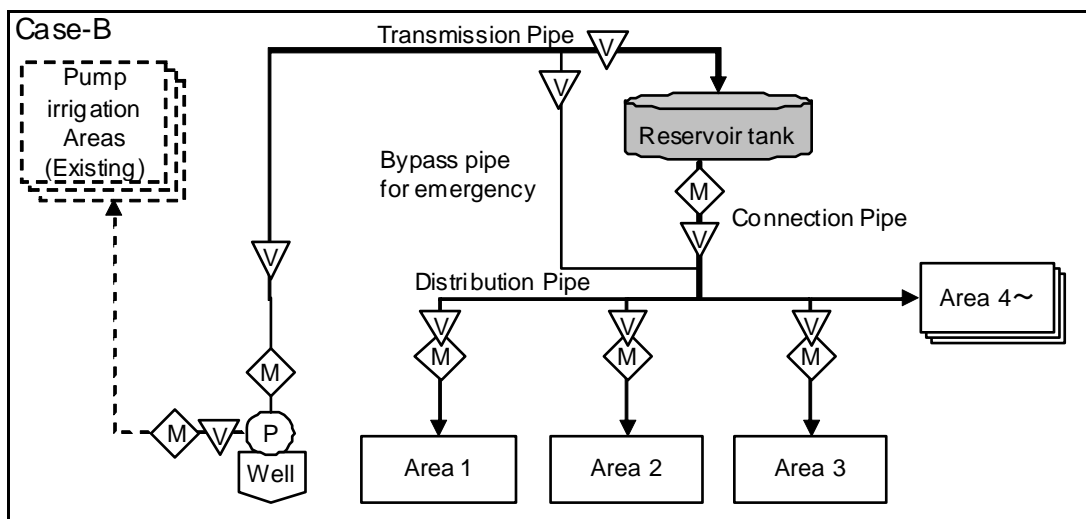 Case-B
Transmission Pipe
V
V
Pump
irrigation
Areas
(Existing)
Reservoir tank
Bypass pipe
for emergency
M
Connection Pipe
V
V
Distribution Pipe
Area 4～
V
V
V
M
M
M
M
M
V
P
Well
Area 1
Area 2
Area 3